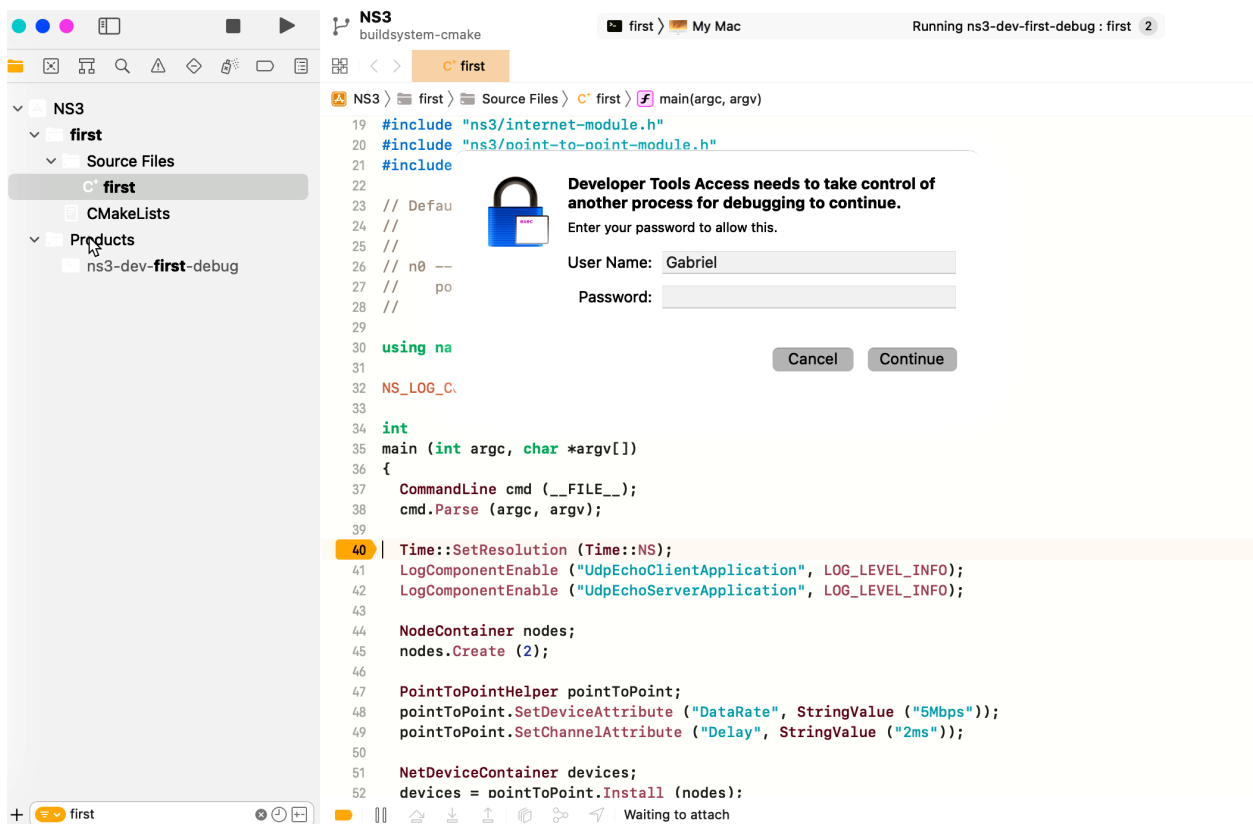 NS3
buildsystem-cmake
first
My Mac
Running ns3-dev-first-debug : first 2
C+ first
NS3
first
Source Files
C+ first
f main(argc, argv)
NS3
first
Source Files
C+ first
CMakeLists
Products
ns3-dev-first-debug
19 #include "ns3/internet-module.h"
20 #include "ns3/point-to-point-module.h"
21 #include
22
23 // Defau
24 //
25 //
26 // n0 --
27 // po
28 //
29
30 using na
31
32 NS_LOG_C
33
34 int
35 main (int argc, char *argv[])
36 {
37 CommandLine cmd (__FILE__);
38 cmd.Parse (argc, argv);
39
40 Time::SetResolution (Time::NS);
41 LogComponentEnable ("UdpEchoClientApplication", LOG_LEVEL_INFO);
42 LogComponentEnable ("UdpEchoServerApplication", LOG_LEVEL_INFO);
43
44 NodeContainer nodes;
45 nodes.Create (2);
46
47 PointToPointHelper pointToPoint;
48 pointToPoint.SetDeviceAttribute ("DataRate", StringValue ("5Mbps"));
49 pointToPoint.SetChannelAttribute ("Delay", StringValue ("2ms"));
50
51 NetDeviceContainer devices;
52 devices = pointToPoint.Install (nodes);
exec
Developer Tools Access needs to take control of
another process for debugging to continue.
Enter your password to allow this.
User Name: Gabriel
Password:
Cancel
Continue
first
Waiting to attach